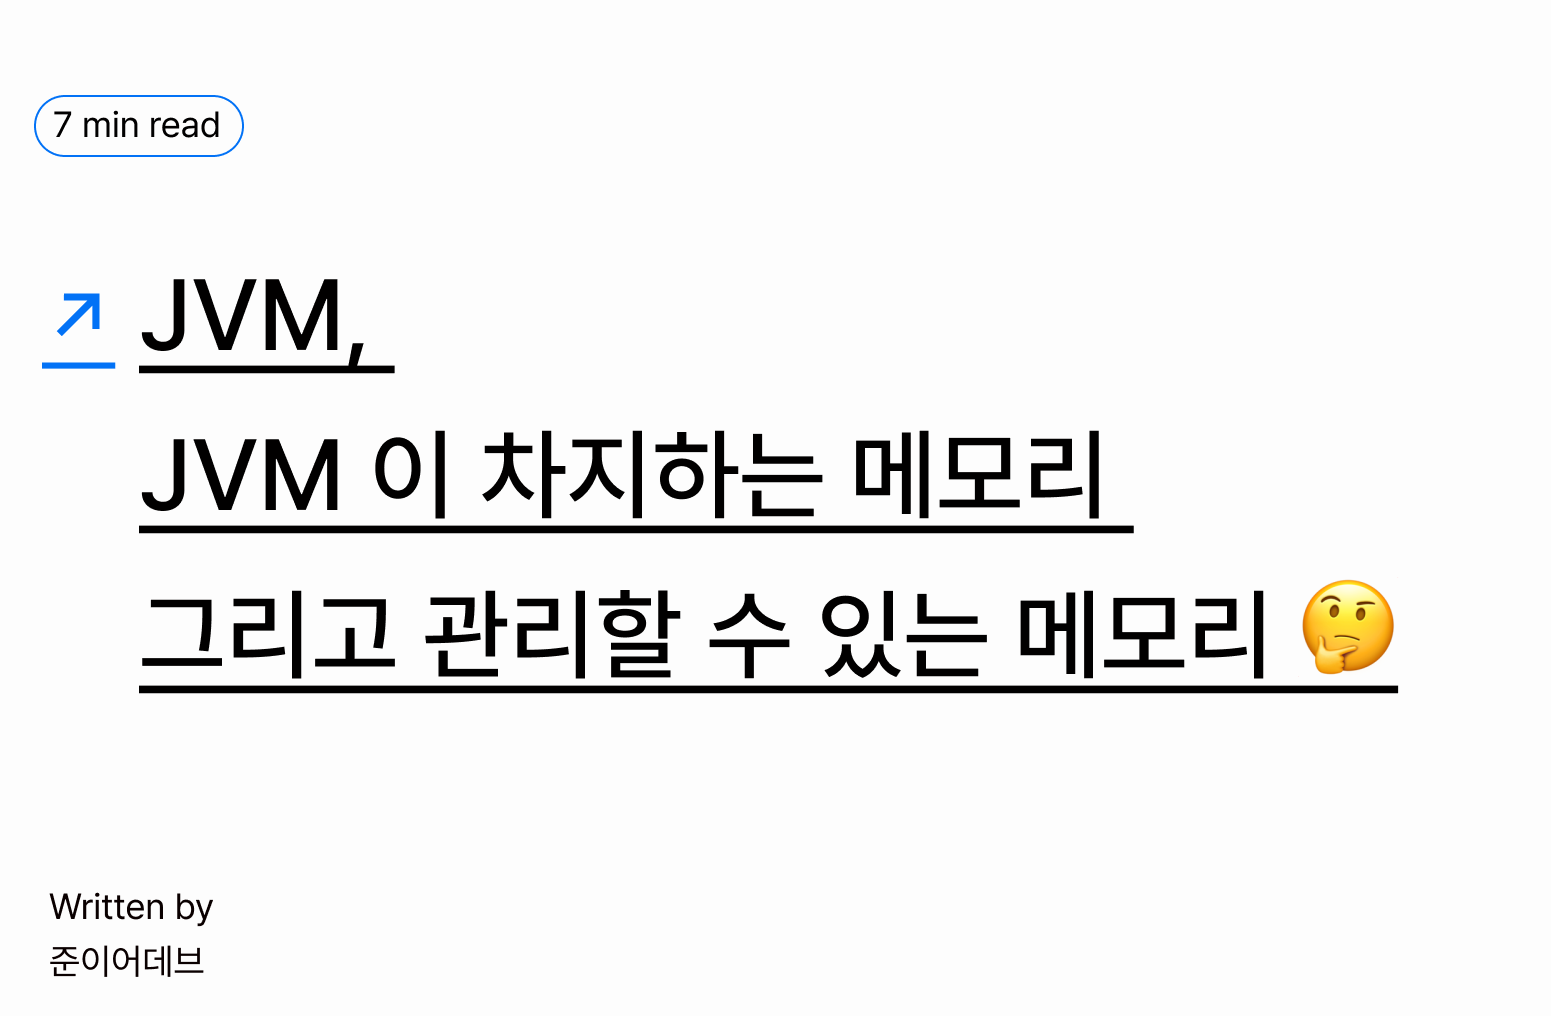 7 min read
↗ JVM,
JVM 이 차지하는 메모리
그리고 관리할 수 있는 메모리 🤔
Written by
준이어데브